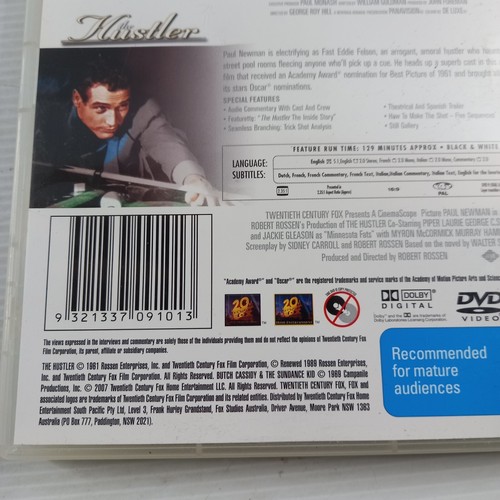 DIRECTOR GEORGE ROY HILL
The Hustler
Paul Newman is electrifying as Fast Eddie Felson, an arrogant, amoral hustler who haunts
street pool rooms fleecing anyone who'll pick up a cue. He heads up a superb cast in this
film that received an Academy Award nomination for Best Picture of 1961 and brought
its stars Oscar nominations.
SPECIAL FEATURES
• Audio Commentary With Cast And Crew
• Featurette: "The Hustler The Inside Story"
• Seamless Branching: Trick Shot Analysis
• Theatrical And Spanish Trailer
• How To Make The Shot - Five Sequences
• Still Gallery
FEATURE RUN TIME: 129 MINUTES APPROX • BLACK & WHITE
LANGUAGE:
SUBTITLES:
PAL
TWENTIETH CENTURY FOX Presents A CinemaScope Picture PAUL NEWMAN
ROBERT ROSSEN'S Production of THE HUSTLER Co-Starring PIPER LAURIE GEORGE C.
and JACKIE GLEASON as "Minnesota Fats" with MYRON McCORMICK MURRAY HAM
Screenplay by SIDNEY CARROLL and ROBERT ROSSEN Based on the novel by WALTER
Produced and Directed by ROBERT ROSSEN
"Academy Award®" and "Oscar®" are the registered trademarks and service marks of the Academy of Motion Picture Arts and Scien
9 321337 091013
DOLBY
DIGITAL
DVD
VIDEO
The views expressed in the interviews and commentary are solely those of the individuals providing them and do not reflect the opinions of Twentieth Century Fox
Film Corporation, its parent, affiliate or subsidiary companies.
THE HUSTLER © 1961 Rossen Enterprises, Inc. and Twentieth Century Fox Film Corporation, © Renewed 1989 Rossen Enterprises,
Inc. and Twentieth Century Fox Film Corporation. All Rights Reserved. BUTCH CASSIDY & THE SUNDANCE KID © 1969 Campanile
Productions, Inc. © 2007 Twentieth Century Fox Home Entertainment LLC. All Rights Reserved. TWENTIETH CENTURY FOX, FOX and
associated logos are trademarks of Twentieth Century Fox Film Corporation and its related entities. Distributed by Twentieth Century Fox Home
Entertainment South Pacific Pty Ltd, Level 3, Frank Hurley Grandstand, Fox Studios Australia, Driver Avenue, Moore Park NSW 1363
Australia (PO Box 777, Paddington, NSW 2021).
Recommended
for mature
audiences